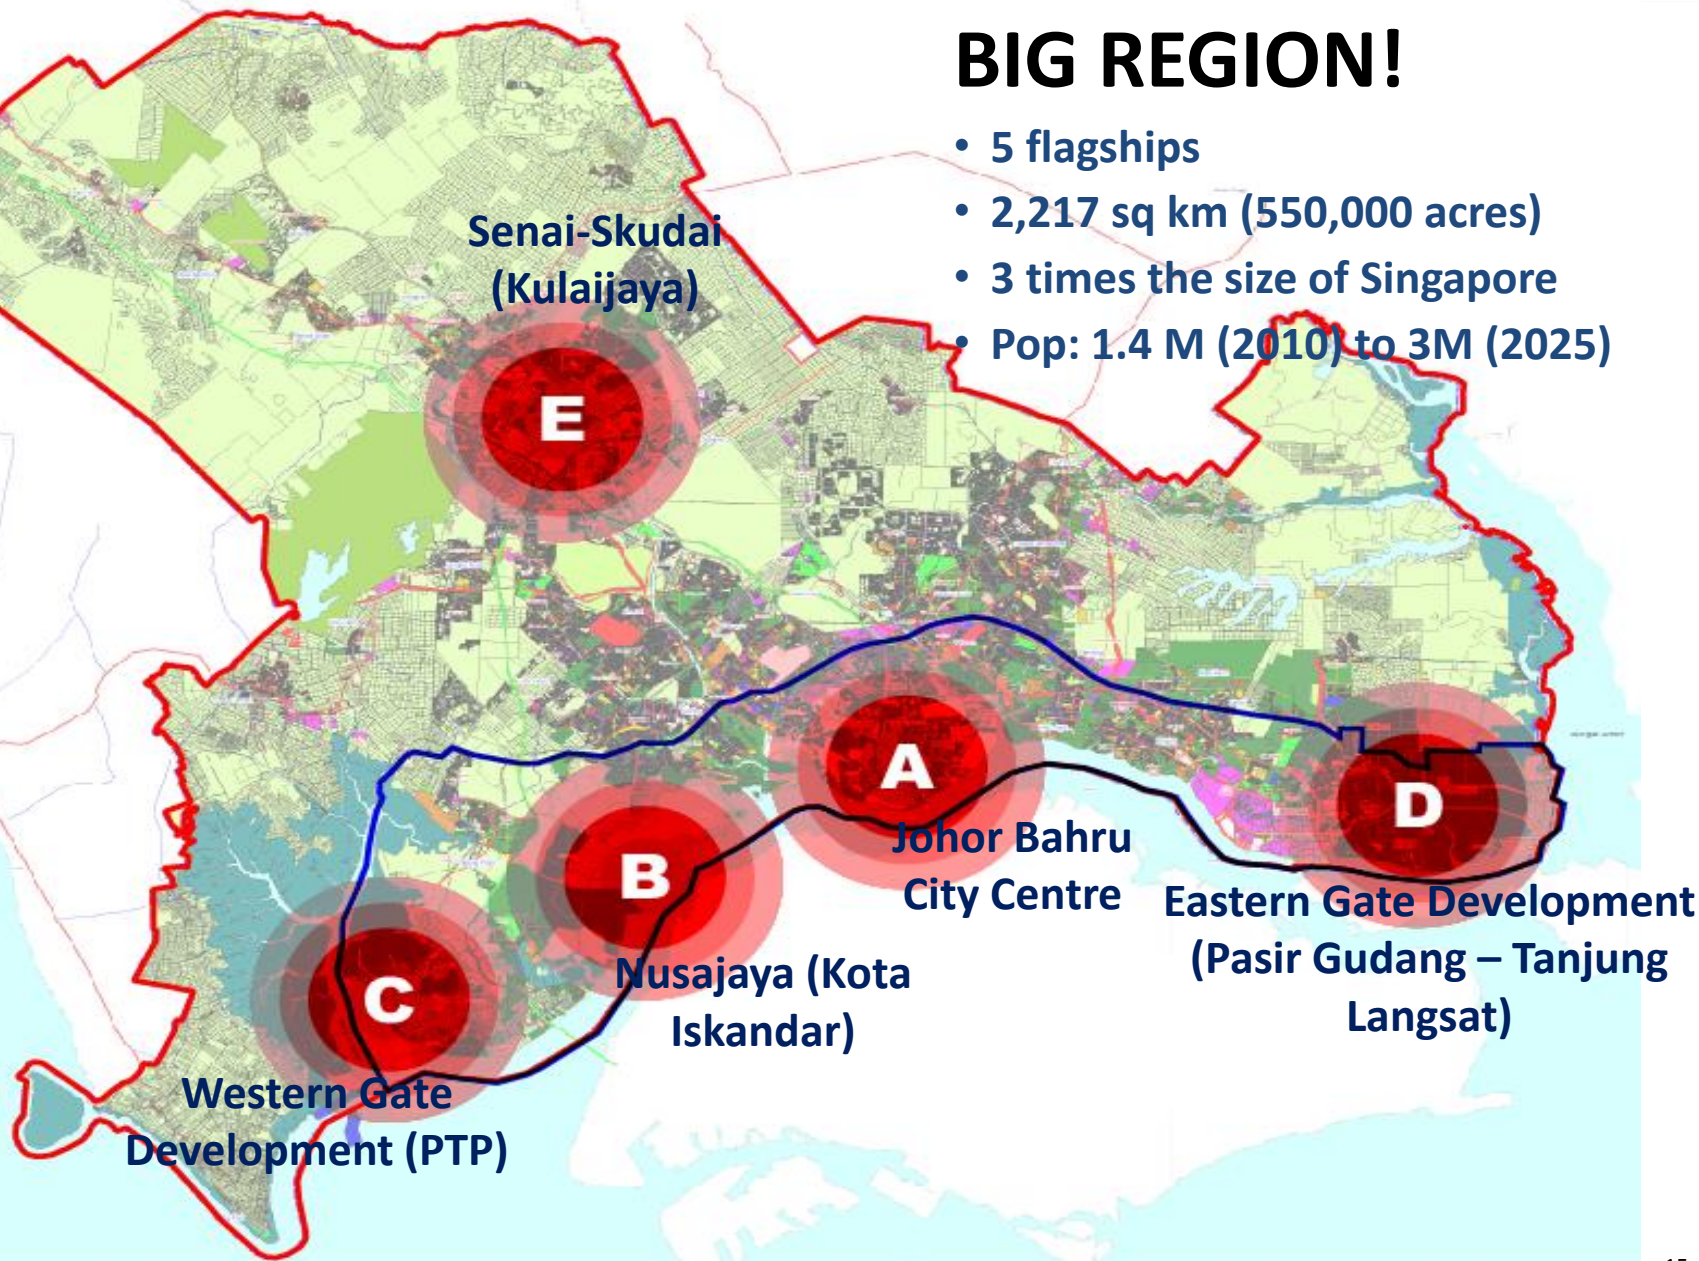 BIG REGION!
• 5 flagships
• 2,217 sq km (550,000 acres)
• 3 times the size of Singapore
• Pop: 1.4 M (2010) to 3M (2025)
Senai-Skudai
(Kulaijaya)
E
A
Johor Bahru
City Centre
B
Nusajaya (Kota
Iskandar)
C
Western Gate
Development (PTP)
D
Eastern Gate Development
(Pasir Gudang – Tanjung
Langsat)